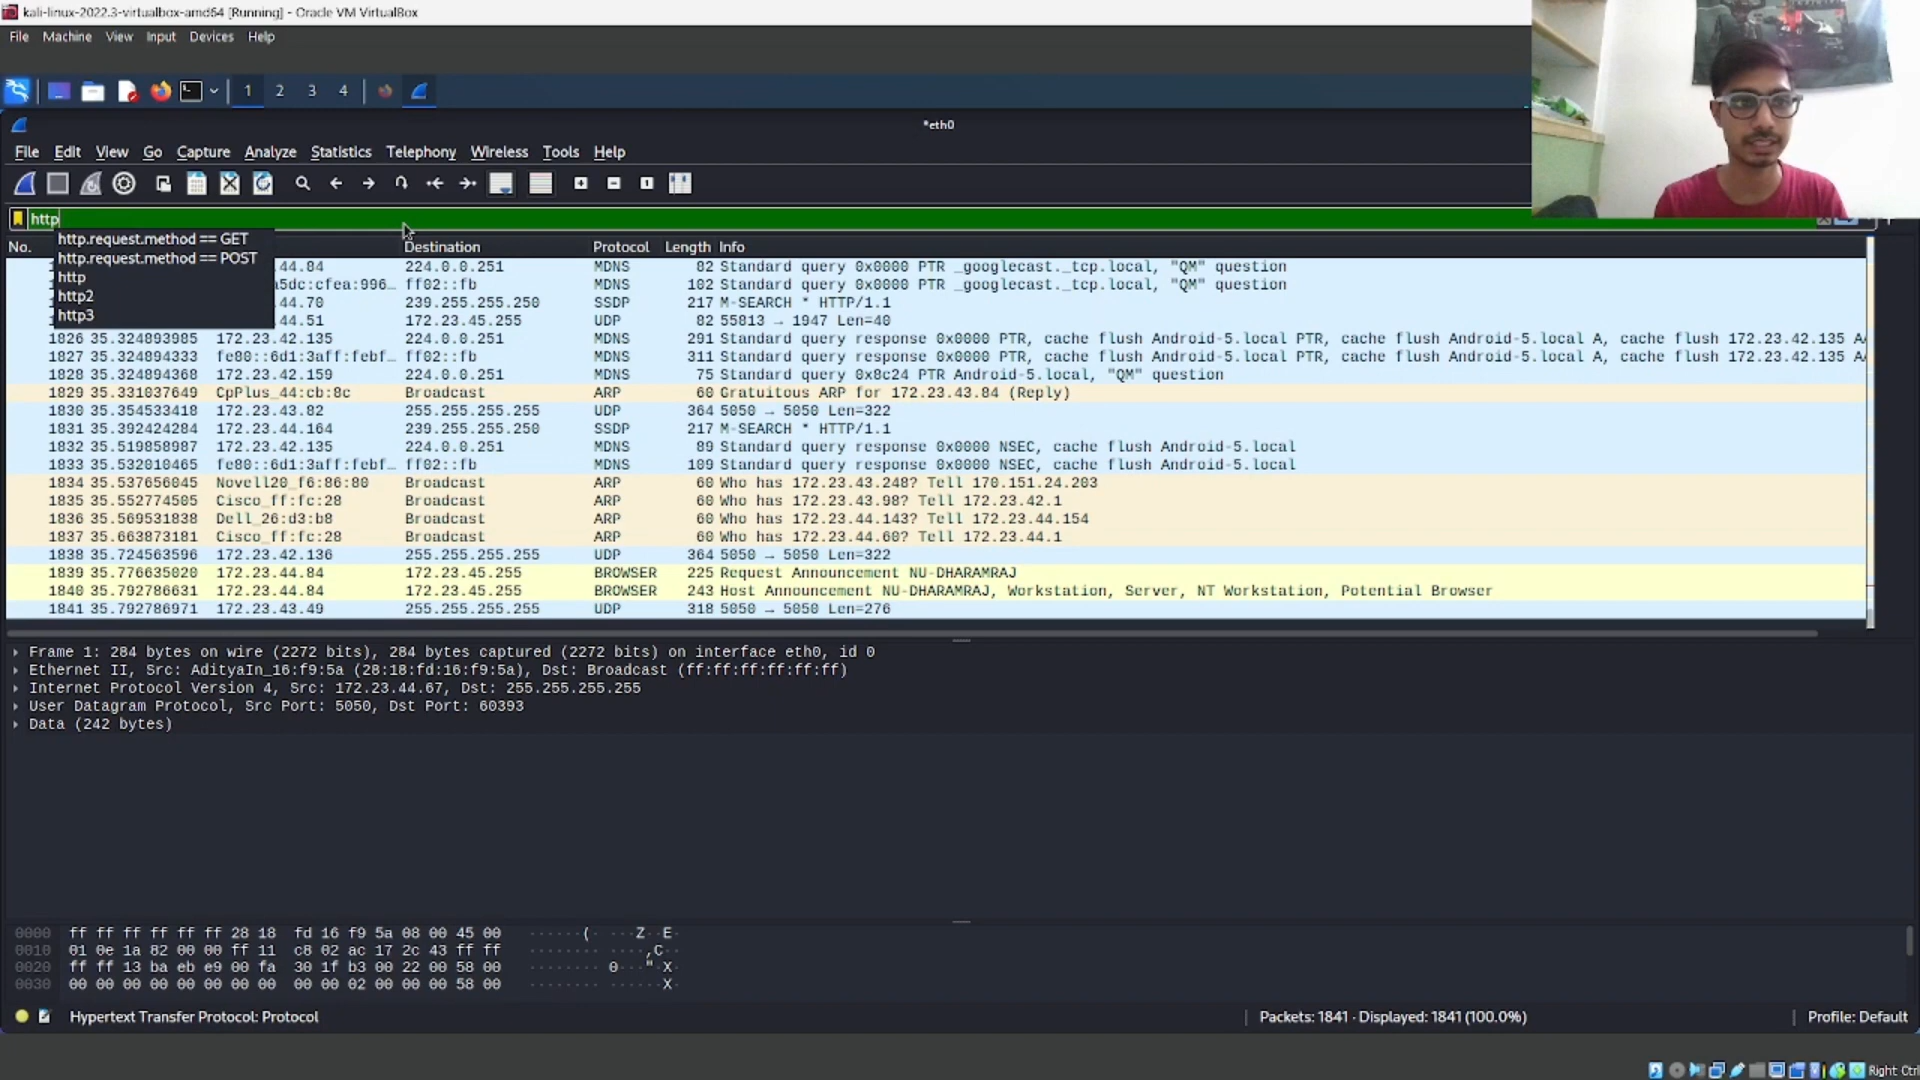 kali-linux-2022.3-virtualbox-amd64 [Running] - Oracle VM VirtualBox
File Machine View Input Devices Help
1 2 3 4
*eth0
File Edit View Go Capture Analyze Statistics Telephony Wireless Tools Help
http
http.request.method == GET
http.request.method == POST
http
http2
http3
No. Destination Protocol Length Info
44.84 224.0.0.251 MDNS 82 Standard query 0x0000 PTR _googlecast._tcp.local, "QM" question
a5dc:cfea:996… ff02::fb MDNS 102 Standard query 0x0000 PTR _googlecast._tcp.local, "QM" question
44.70 239.255.255.250 SSDP 217 M-SEARCH * HTTP/1.1
44.51 172.23.45.255 UDP 82 55813 → 1947 Len=40
1826 35.324893985 172.23.42.135 224.0.0.251 MDNS 291 Standard query response 0x0000 PTR, cache flush Android-5.local PTR, cache flush Android-5.local A, cache flush 172.23.42.135
1827 35.324894333 fe80::6d1:3aff:febf… ff02::fb MDNS 311 Standard query response 0x0000 PTR, cache flush Android-5.local PTR, cache flush Android-5.local A, cache flush 172.23.42.135
1828 35.324894368 172.23.42.159 224.0.0.251 MDNS 75 Standard query 0x8c24 PTR Android-5.local, "QM" question
1829 35.331037649 CpPlus_44:cb:8c Broadcast ARP 60 Gratuitous ARP for 172.23.43.84 (Reply)
1830 35.354533418 172.23.43.82 255.255.255.255 UDP 364 5050 → 5050 Len=322
1831 35.392424284 172.23.44.164 239.255.255.250 SSDP 217 M-SEARCH * HTTP/1.1
1832 35.519858987 172.23.42.135 224.0.0.251 MDNS 89 Standard query response 0x0000 NSEC, cache flush Android-5.local
1833 35.532010465 fe80::6d1:3aff:febf… ff02::fb MDNS 109 Standard query response 0x0000 NSEC, cache flush Android-5.local
1834 35.537656045 Novell20_f6:86:80 Broadcast ARP 60 Who has 172.23.43.248? Tell 170.151.24.203
1835 35.552774505 Cisco_ff:fc:28 Broadcast ARP 60 Who has 172.23.43.98? Tell 172.23.42.1
1836 35.569531838 Dell_26:d3:b8 Broadcast ARP 60 Who has 172.23.44.143? Tell 172.23.44.154
1837 35.663873181 Cisco_ff:fc:28 Broadcast ARP 60 Who has 172.23.44.60? Tell 172.23.44.1
1838 35.724563596 172.23.42.136 255.255.255.255 UDP 364 5050 → 5050 Len=322
1839 35.776635020 172.23.44.84 172.23.45.255 BROWSER 225 Request Announcement NU-DHARAMRAJ
1840 35.792786631 172.23.44.84 172.23.45.255 BROWSER 243 Host Announcement NU-DHARAMRAJ, Workstation, Server, NT Workstation, Potential Browser
1841 35.792786971 172.23.43.49 255.255.255.255 UDP 318 5050 → 5050 Len=276
Frame 1: 284 bytes on wire (2272 bits), 284 bytes captured (2272 bits) on interface eth0, id 0
Ethernet II, Src: AdityaIn_16:f9:5a (28:18:fd:16:f9:5a), Dst: Broadcast (ff:ff:ff:ff:ff:ff)
Internet Protocol Version 4, Src: 172.23.44.67, Dst: 255.255.255.255
User Datagram Protocol, Src Port: 5050, Dst Port: 60393
Data (242 bytes)
0000 ff ff ff ff ff ff 28 18 fd 16 f9 5a 08 00 45 00 ······( ···Z··E·
0010 01 0e 1a 82 00 00 ff 11 c8 02 ac 17 2c 43 ff ff ········ ····,C··
0020 ff ff 13 ba eb e9 00 fa 30 1f b3 00 22 00 58 00 ········ 0···"·X·
0030 00 00 00 00 00 00 00 00 00 00 02 00 00 00 58 00 ········ ······X·
Hypertext Transfer Protocol: Protocol
Packets: 1841 · Displayed: 1841 (100.0%)
Profile: Default
Right Ctrl